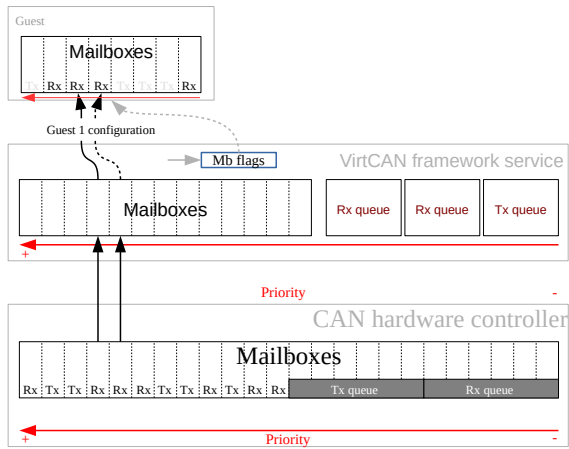 Guest
Mailboxes
Tx Rx Rx Rx Tx Tx Tx Rx
Guest 1 configuration
Mb flags
VirtCAN framework service
Mailboxes
Rx queue Rx queue Tx queue
+
Priority -
CAN hardware controller
Mailboxes
Rx Tx Tx Rx Rx Rx Tx Rx Rx Tx Rx Rx Tx queue Rx queue
+ Priority -